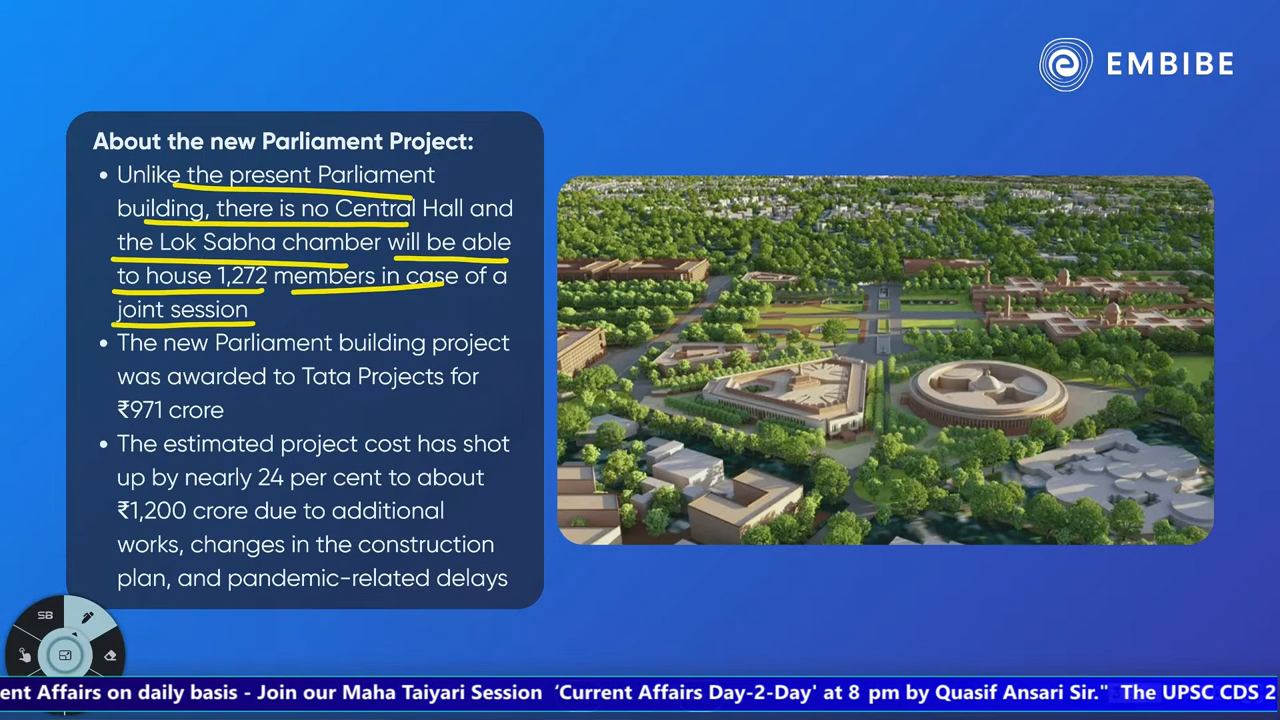 EMBIBE
About the new Parliament Project:
• Unlike the present Parliament
building, there is no Central Hall and
the Lok Sabha chamber will be able
to house 1,272 members in case of a
joint session
• The new Parliament building project
was awarded to Tata Projects for
₹971 crore
• The estimated project cost has shot
up by nearly 24 per cent to about
₹1,200 crore due to additional
works, changes in the construction
plan, and pandemic-related delays
SB
ent Affairs on daily basis - Join our Maha Taiyari Session ‘Current Affairs Day-2-Day' at 8 pm by Quasif Ansari Sir." The UPSC CDS 2